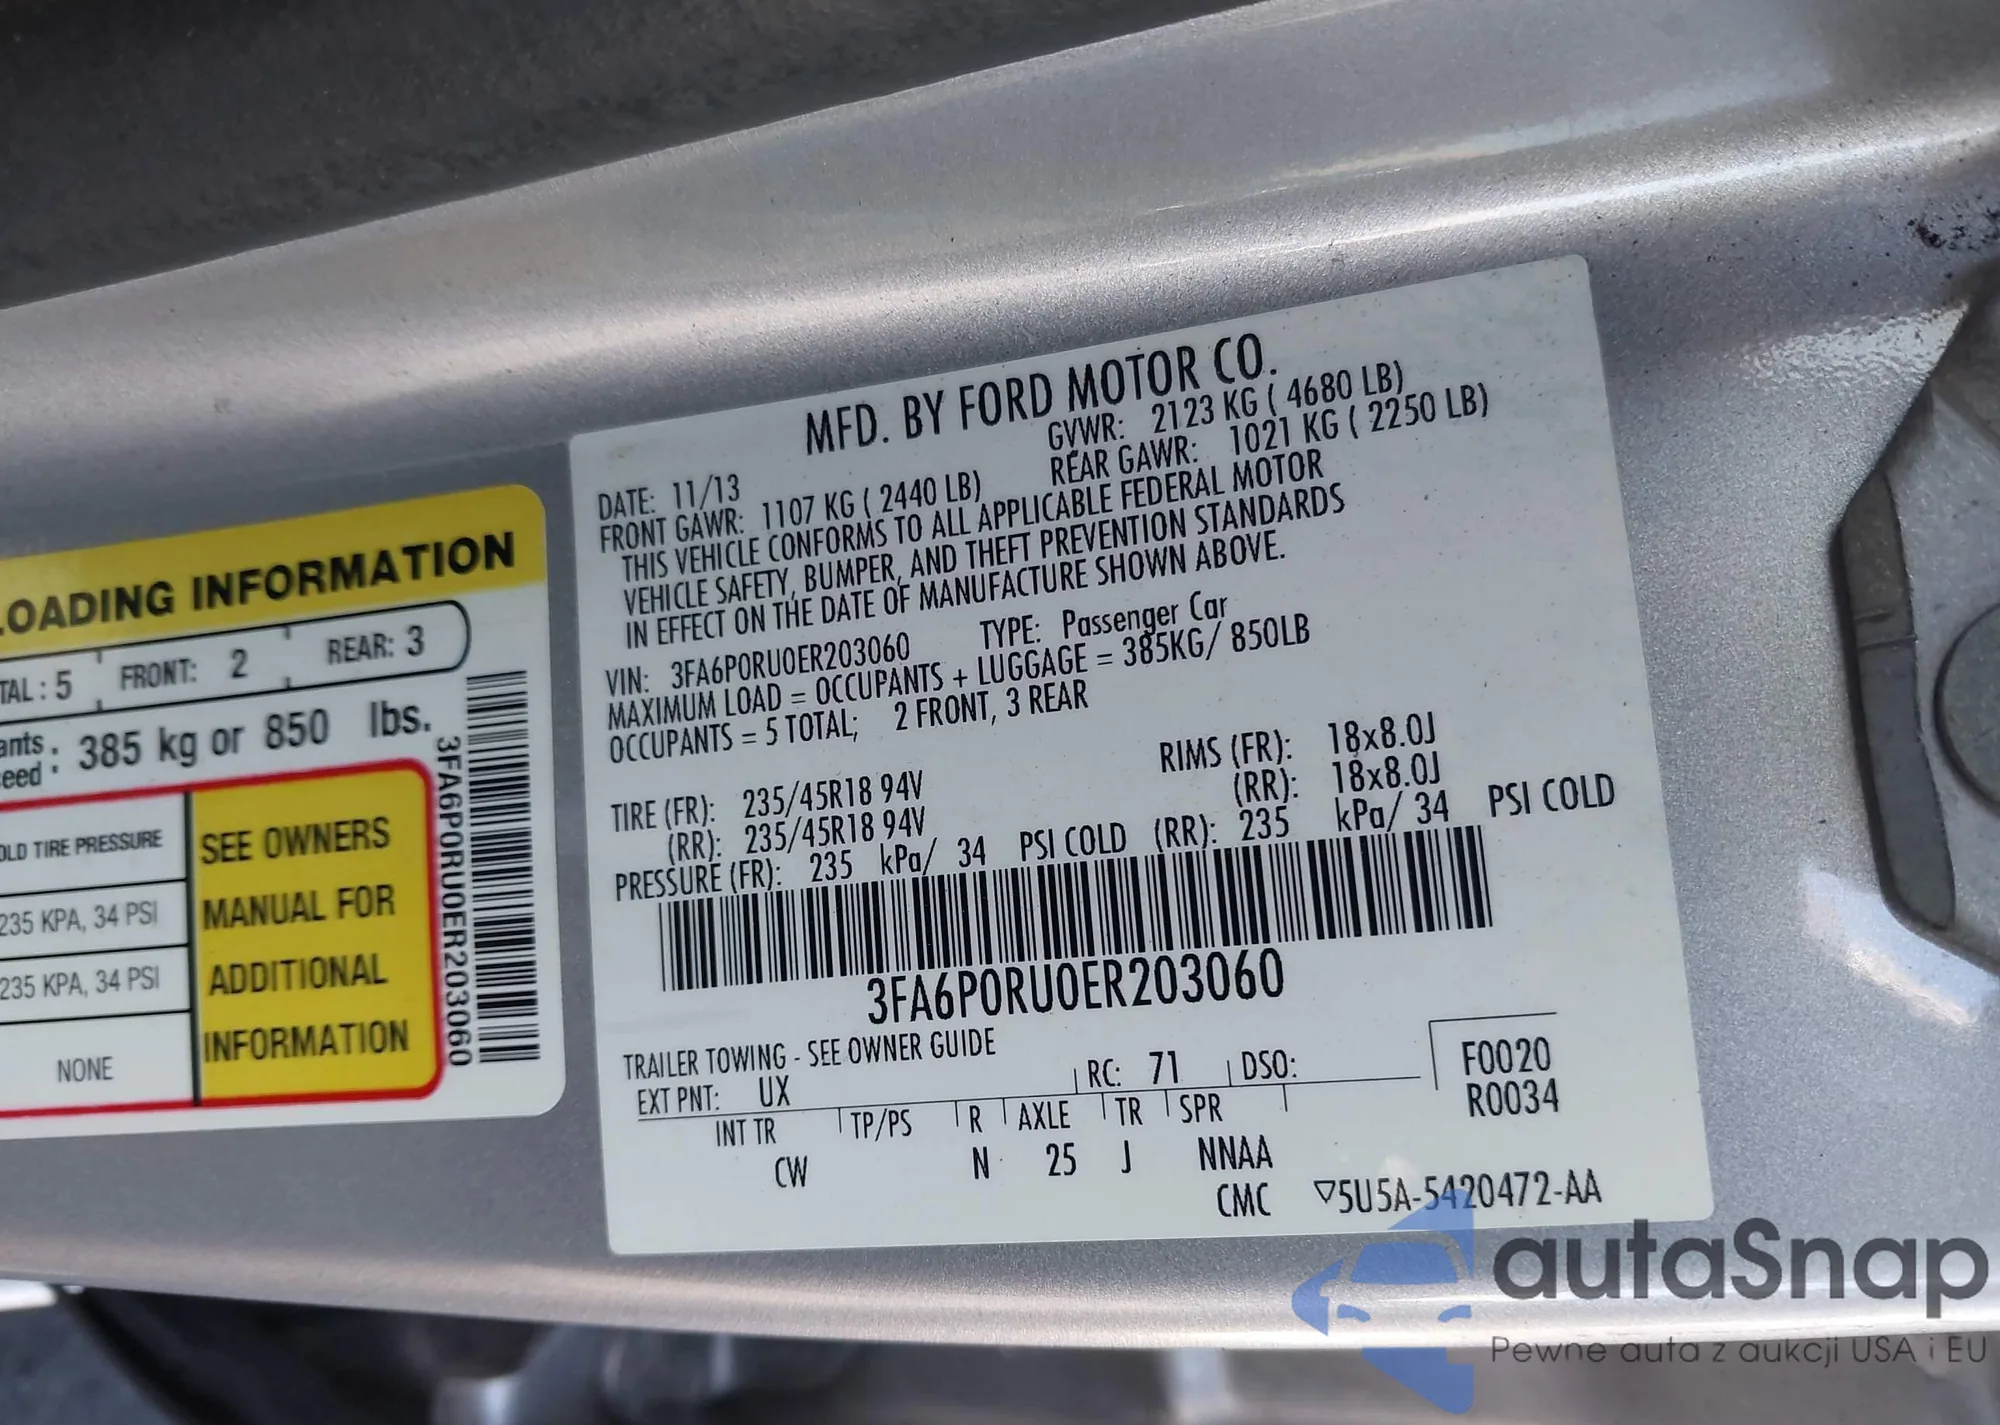 LOADING INFORMATION
TAL : 5 FRONT: 2 REAR: 3
ants : 385 kg or 850 lbs.
eed :
OLD TIRE PRESSURE
235 KPA, 34 PSI
235 KPA, 34 PSI
NONE
SEE OWNERS
MANUAL FOR
ADDITIONAL
INFORMATION
3FA6P0RU0ER203060
MFD. BY FORD MOTOR CO.
DATE: 11/13 GVWR: 2123 KG ( 4680 LB)
FRONT GAWR: 1107 KG ( 2440 LB) REAR GAWR: 1021 KG ( 2250 LB)
THIS VEHICLE CONFORMS TO ALL APPLICABLE FEDERAL MOTOR
VEHICLE SAFETY, BUMPER, AND THEFT PREVENTION STANDARDS
IN EFFECT ON THE DATE OF MANUFACTURE SHOWN ABOVE.
VIN: 3FA6P0RU0ER203060 TYPE: Passenger Car
MAXIMUM LOAD = OCCUPANTS + LUGGAGE = 385KG/ 850LB
OCCUPANTS = 5 TOTAL; 2 FRONT, 3 REAR
TIRE (FR): 235/45R18 94V RIMS (FR): 18x8.0J
(RR): 235/45R18 94V (RR): 18x8.0J
PRESSURE (FR): 235 kPa/ 34 PSI COLD (RR): 235 kPa/ 34 PSI COLD
3FA6P0RU0ER203060
TRAILER TOWING - SEE OWNER GUIDE
EXT PNT: UX RC: 71 DSO: F0020
R0034
INT TR TP/PS R AXLE TR SPR
CW N 25 J NNAA
CMC ▽5U5A-5420472-AA
autaSnap
Pewne auta z aukcji USA i EU